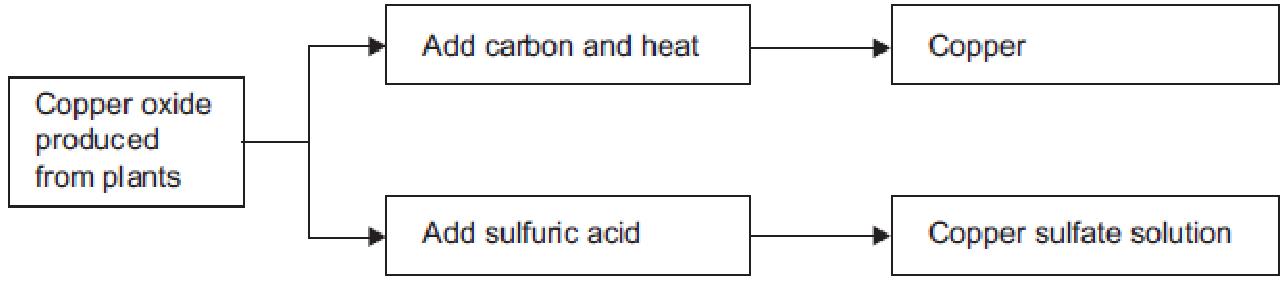 Copper oxide
produced
from plants
Add carbon and heat
Copper
Add sulfuric acid
Copper sulfate solution